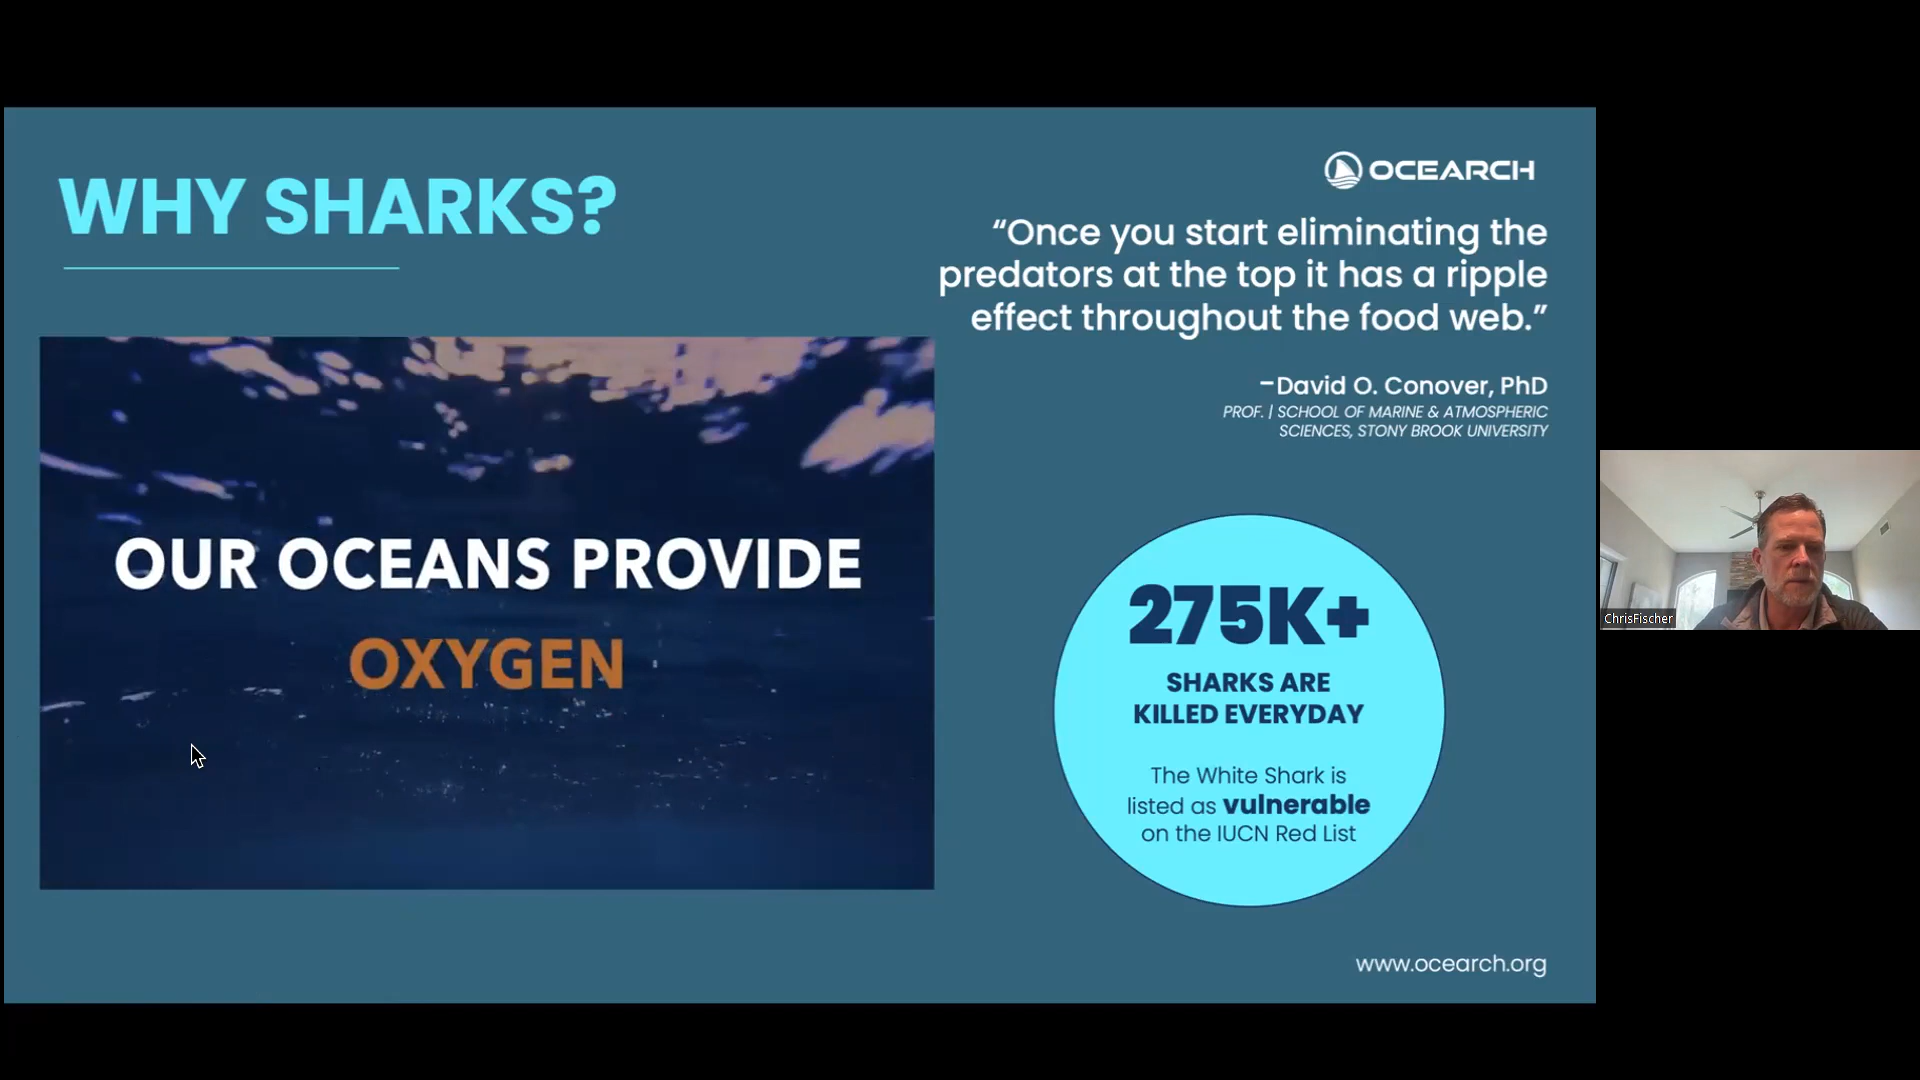 WHY SHARKS?
OCEARCH
“Once you start eliminating the
predators at the top it has a ripple
effect throughout the food web.”
–David O. Conover, PhD
PROF. | SCHOOL OF MARINE & ATMOSPHERIC
SCIENCES, STONY BROOK UNIVERSITY
OUR OCEANS PROVIDE
OXYGEN
275K+
SHARKS ARE
KILLED EVERYDAY
The White Shark is
listed as vulnerable
on the IUCN Red List
www.ocearch.org
ChrisFischer